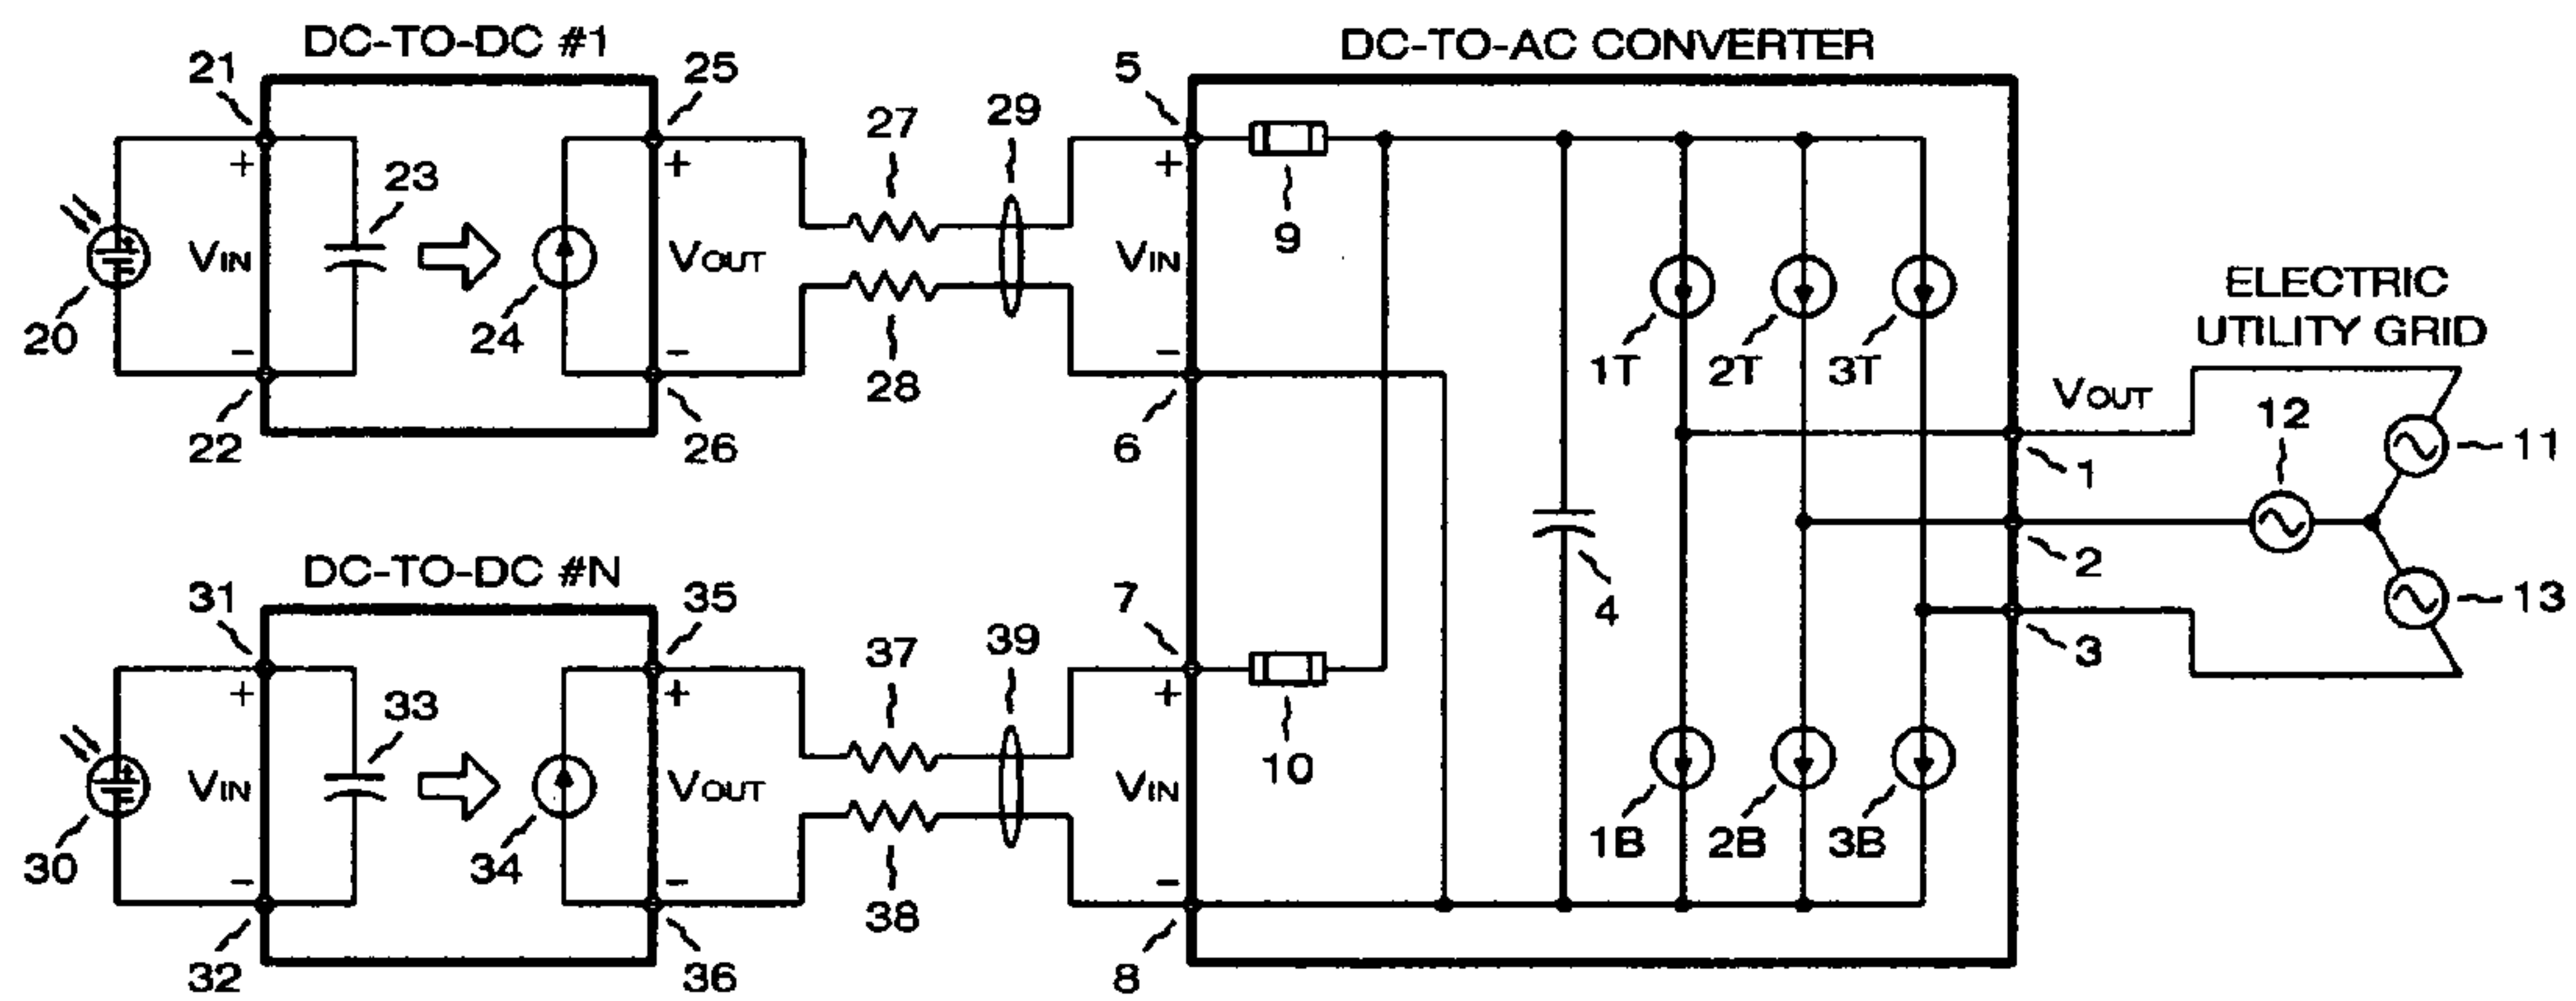 DC-TO-DC #1
DC-TO-AC CONVERTER
21
25
27
29
5
+
+
+
23
9
VIN
VOUT
VIN
20
24
28
-
-
-
22
26
6
1T
2T
3T
ELECTRIC
UTILITY GRID
VOUT
12
11
1
2
13
3
4
DC-TO-DC #N
31
35
37
39
7
+
+
+
33
10
VIN
VOUT
VIN
30
34
38
-
-
-
32
36
8
1B
2B
3B